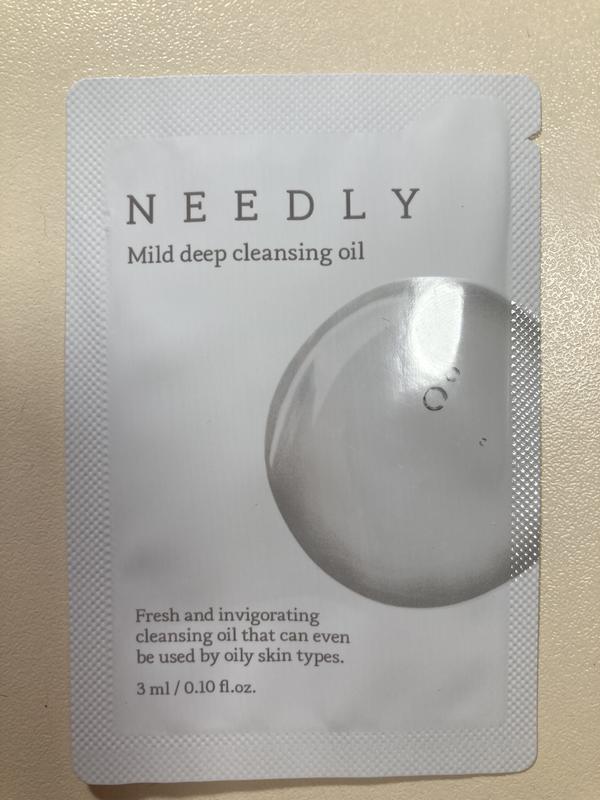 NEEDLY
Mild deep cleansing oil
Fresh and invigorating
cleansing oil that can even
be used by oily skin types.
3 ml / 0.10 fl.oz.